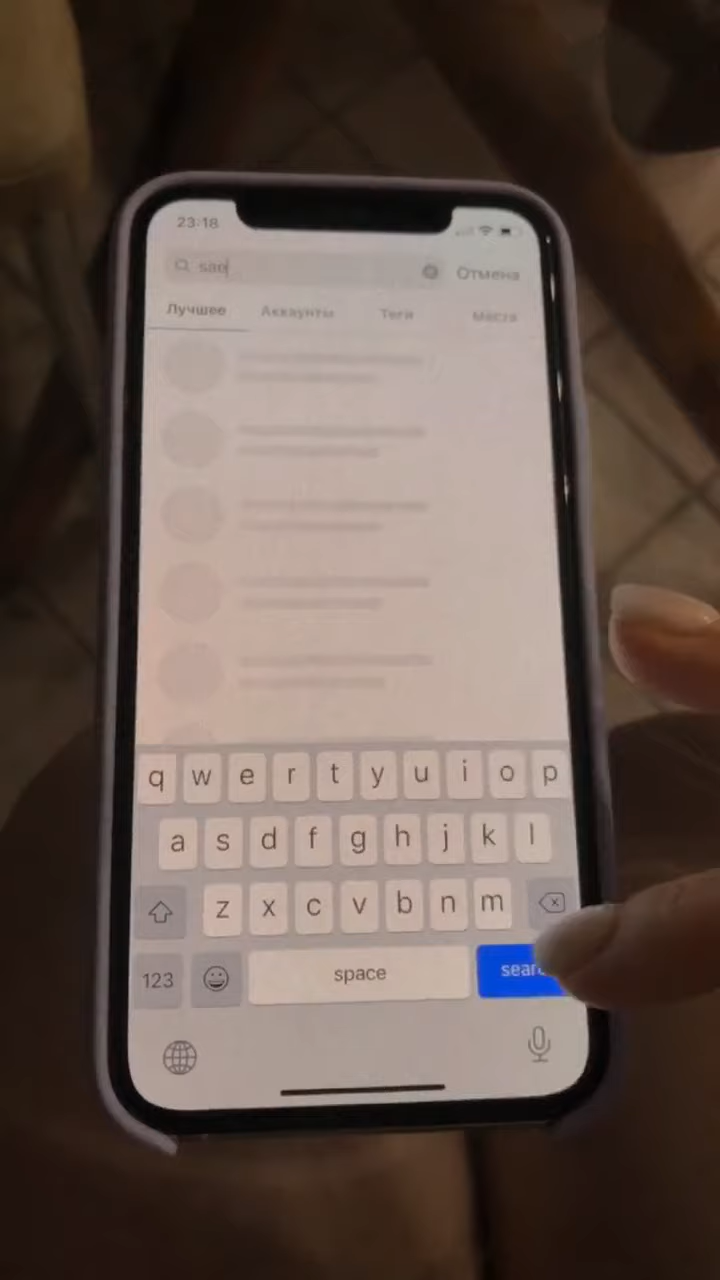 23:18
Отмена
Лучшее Аккаунты Теги Места
q w e r t y u i o p
a s d f g h j k l
z x c v b n m
123 space